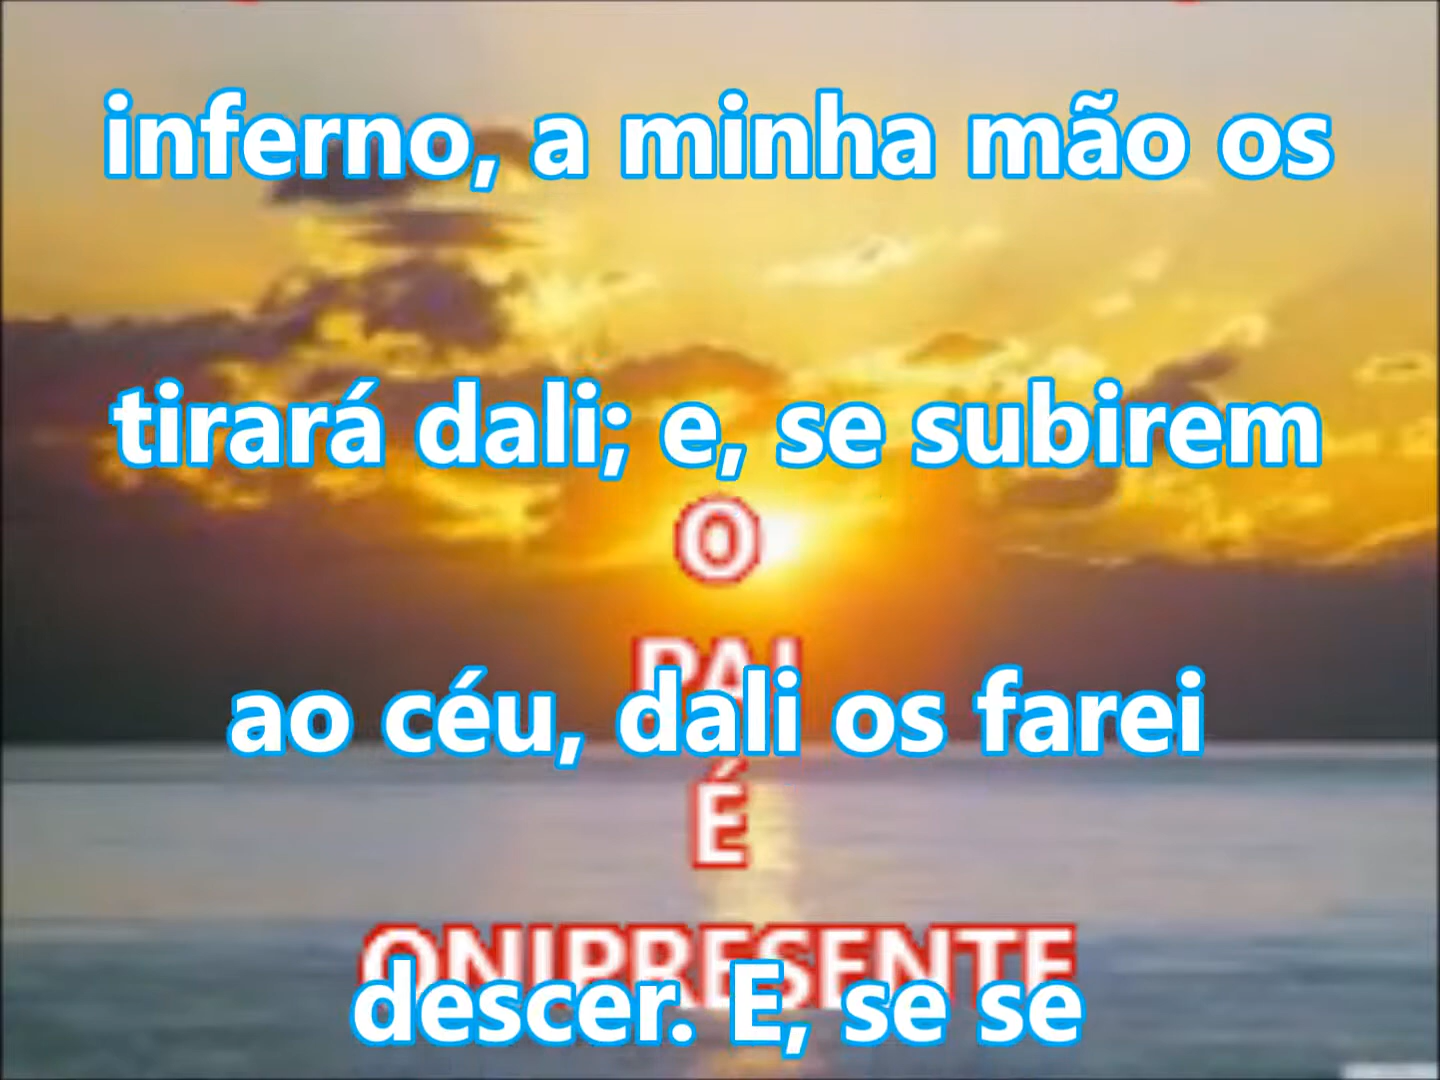 inferno, a minha mão os
tirará dali; e, se subirem
O
PAI
ao céu, dali os farei
É
ONIPRESENTE
descer. E, se se